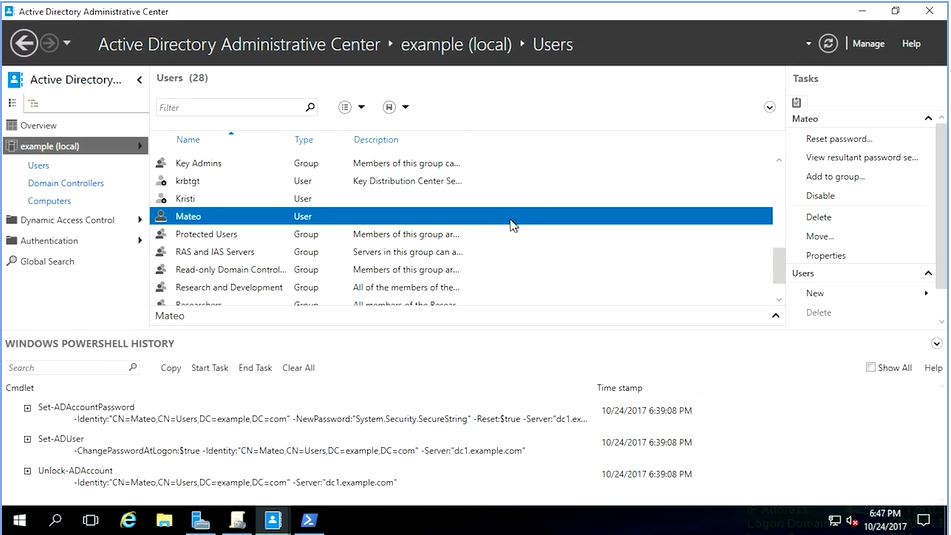 Active Directory Administrative Center
Active Directory Administrative Center • example (local) • Users
Manage
Help
Active Directory...
Overview
example (local)
Users
Domain Controllers
Computers
Dynamic Access Control
Authentication
Global Search
Users (28)
Filter
Name Type Description
Key Admins Group Members of this group ca...
krbtgt User Key Distribution Center Se...
Kristi User
Mateo User
Protected Users Group Members of this group ar...
RAS and IAS Servers Group Servers in this group can a...
Read-only Domain Control... Group Members of this group ar...
Research and Development Group All of the members of the...
Researchers Group All members of the Resear...
Mateo
Tasks
Mateo
Reset password...
View resultant password se...
Add to group...
Disable
Delete
Move...
Properties
Users
New
Delete
WINDOWS POWERSHELL HISTORY
Search Copy Start Task End Task Clear All Show All Help
Cmdlet Time stamp
Set-ADAccountPassword 10/24/2017 6:39:08 PM
-Identity:"CN=Mateo,CN=Users,DC=example,DC=com" -NewPassword:"System.Security.SecureString" -Reset:$true -Server:"dc1.ex...
Set-ADUser 10/24/2017 6:39:08 PM
-ChangePasswordAtLogon:$true -Identity:"CN=Mateo,CN=Users,DC=example,DC=com" -Server:"dc1.example.com"
Unlock-ADAccount 10/24/2017 6:39:08 PM
-Identity:"CN=Mateo,CN=Users,DC=example,DC=com" -Server:"dc1.example.com"
IP Address
Logon Domain
6:47 PM
10/24/2017